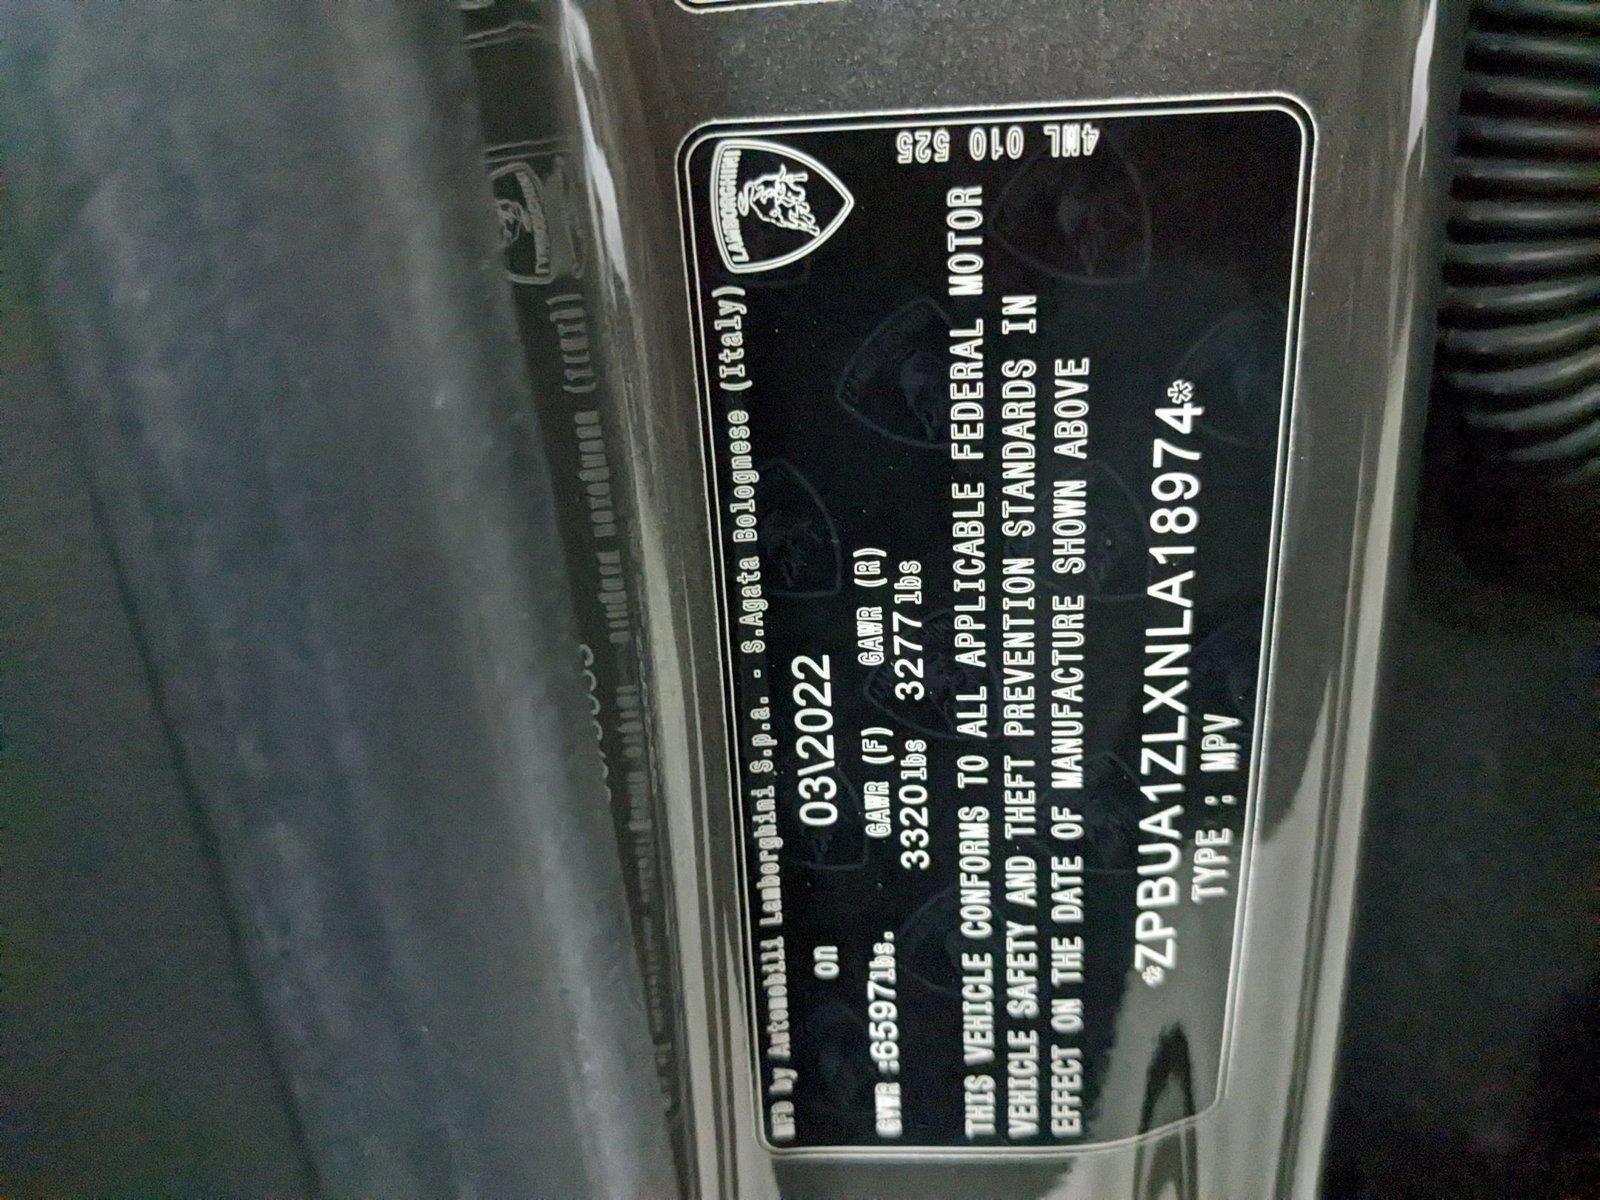 LAMBORGHINI
MFD by Automobili Lamborghini S.p.a. - S.Agata Bolognese (Italy)
on 03\2022
GAWR (F) GAWR (R)
GVWR :6597lbs. 3320lbs 3277lbs
THIS VEHICLE CONFORMS TO ALL APPLICABLE FEDERAL MOTOR
VEHICLE SAFETY AND THEFT PREVENTION STANDARDS IN
EFFECT ON THE DATE OF MANUFACTURE SHOWN ABOVE
*ZPBUA1ZLXNLA18974*
TYPE : MPV
4ML 010 525